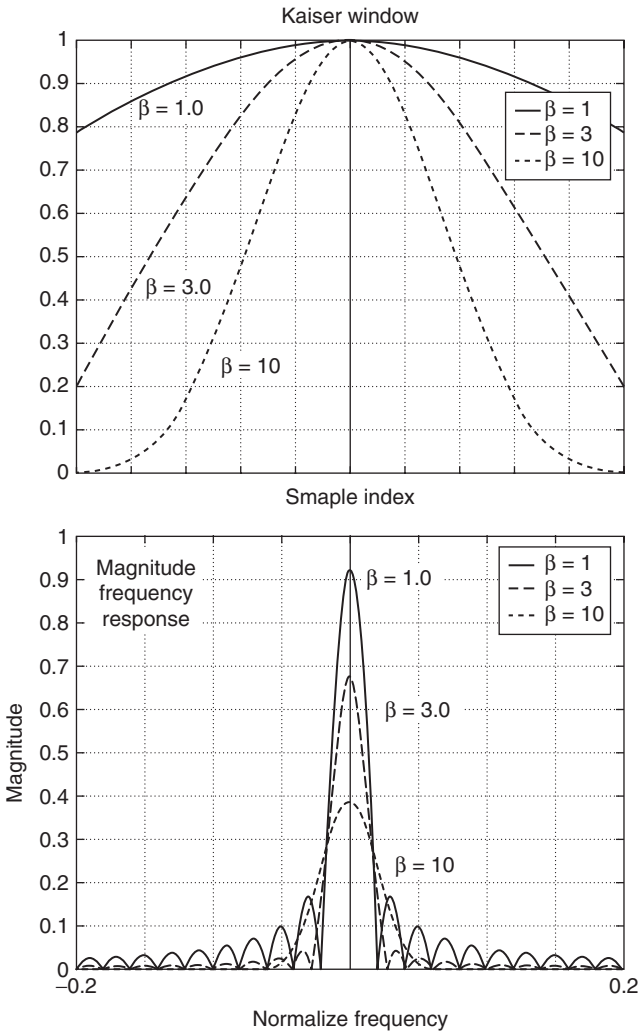 Kaiser window
1
0.9
0.8
0.7
0.6
0.5
0.4
0.3
0.2
0.1
0
β = 1.0
β = 3.0
β = 10
β = 1
β = 3
β = 10
Smaple index
1
0.9
0.8
0.7
0.6
0.5
0.4
0.3
0.2
0.1
0
Magnitude
Magnitude
frequency
response
β = 1.0
β = 3.0
β = 10
β = 1
β = 3
β = 10
−0.2
0.2
Normalize frequency